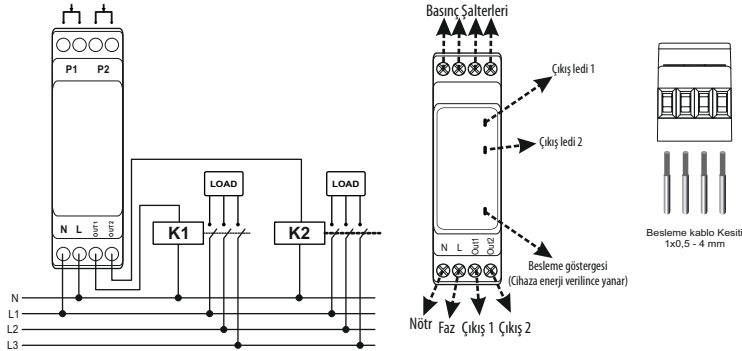 P1 P2
N L OUT1 OUT2
K1
LOAD
K2
LOAD
N
L1
L2
L3
Basınç Şalterleri
Çıkış ledi 1
Çıkış ledi 2
N L Out1 Out2
Besleme göstergesi
(Cihaza enerji verilince yanar)
Nötr Faz Çıkış 1 Çıkış 2
Besleme kablo Kesiti
1x0,5 - 4 mm